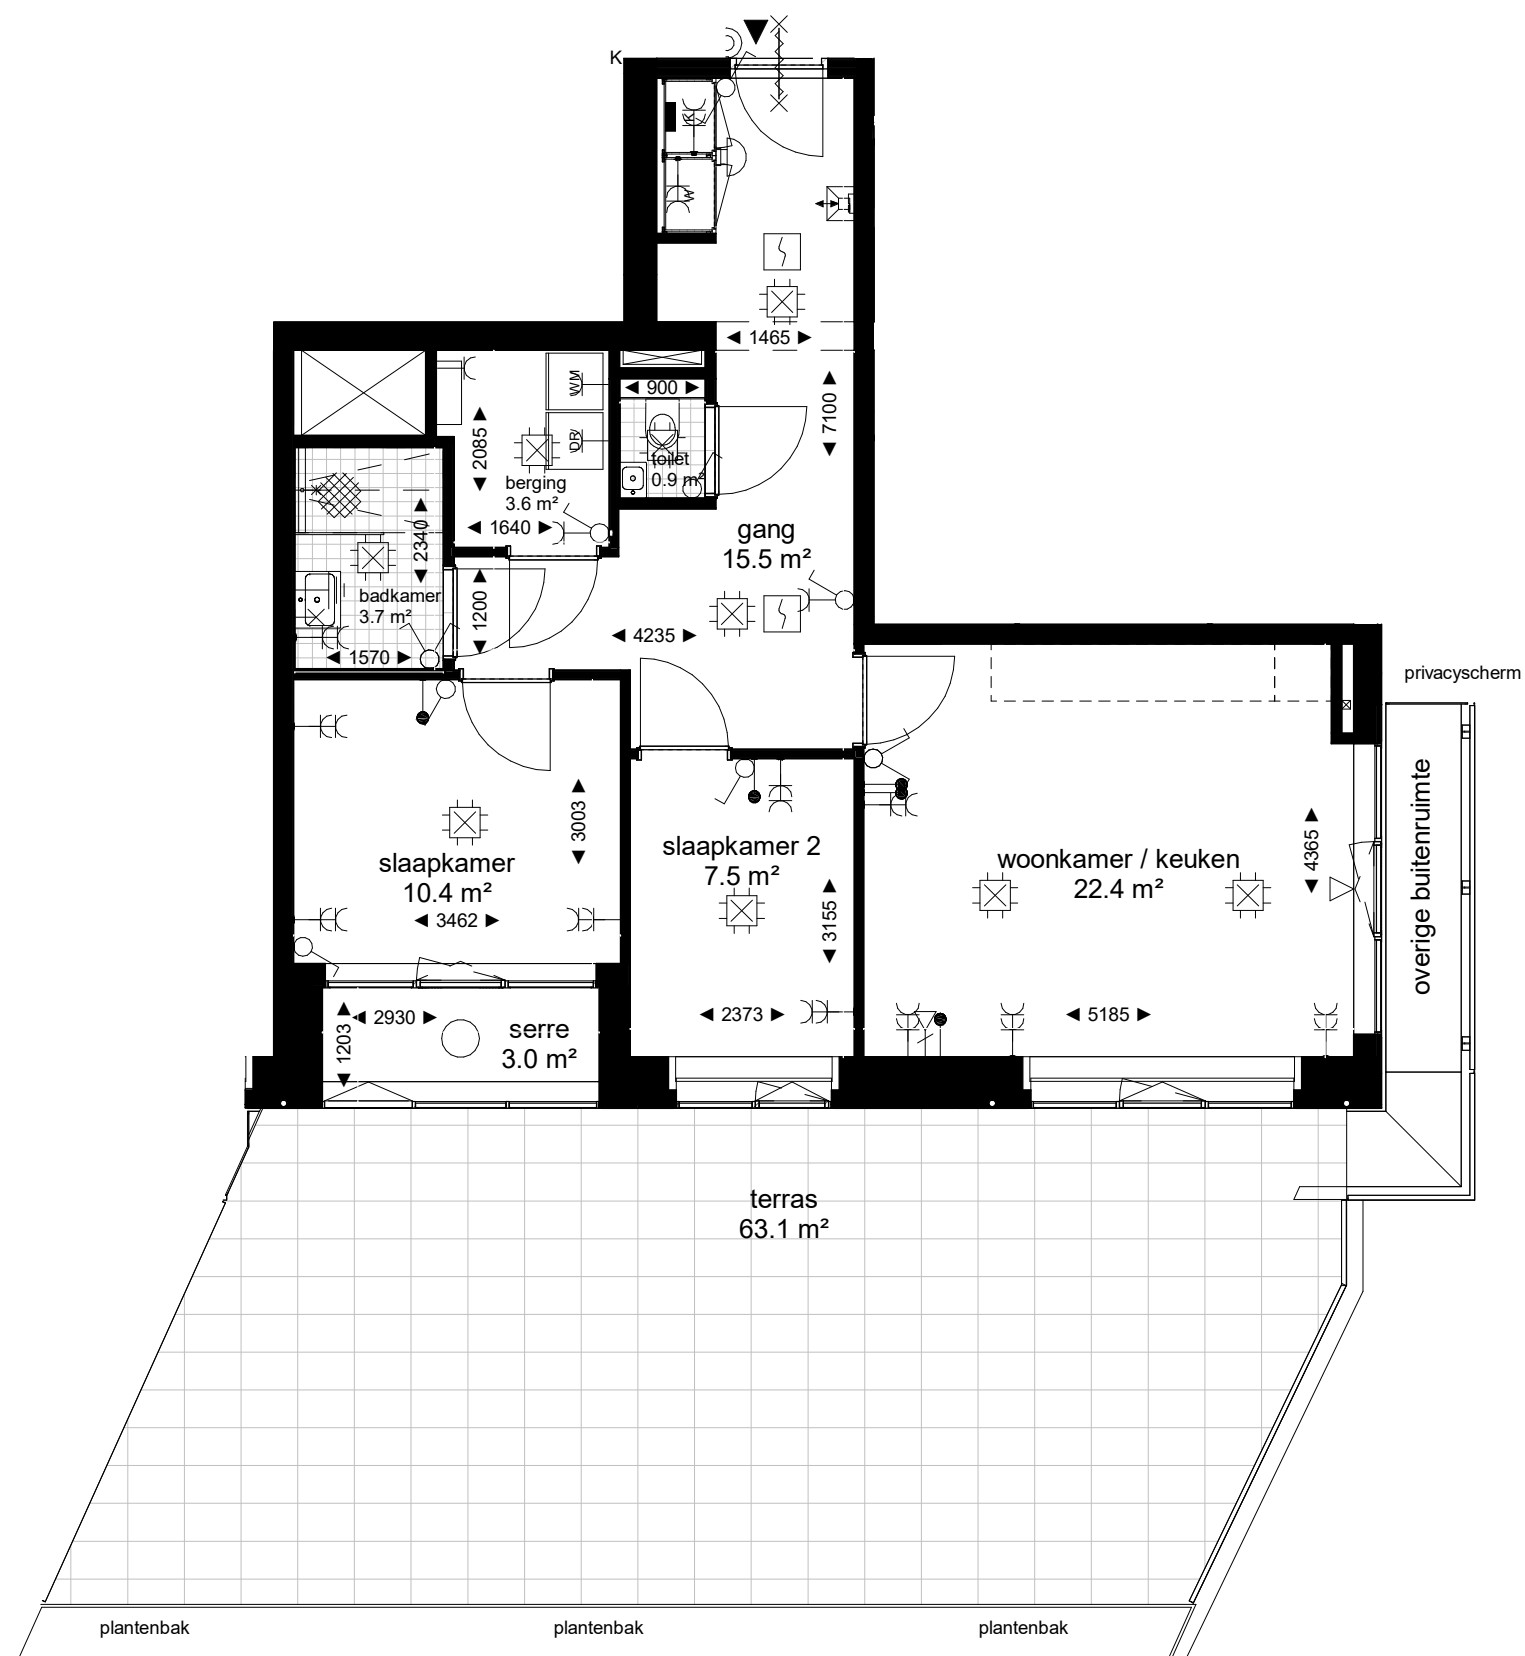 K
K
A
1465
900
7100
WM
2085
DR
toilet
0.9 m²
berging
3.6 m²
1640
gang
15.5 m²
2340
badkamer
3.7 m²
1200
4235
1570
privacyscherm
3003
slaapkamer
10.4 m²
3462
slaapkamer 2
7.5 m²
3155
woonkamer / keuken
22.4 m²
4365
overige buitenruimte
2930
1203
serre
3.0 m²
2373
5185
terras
63.1 m²
plantenbak
plantenbak
plantenbak